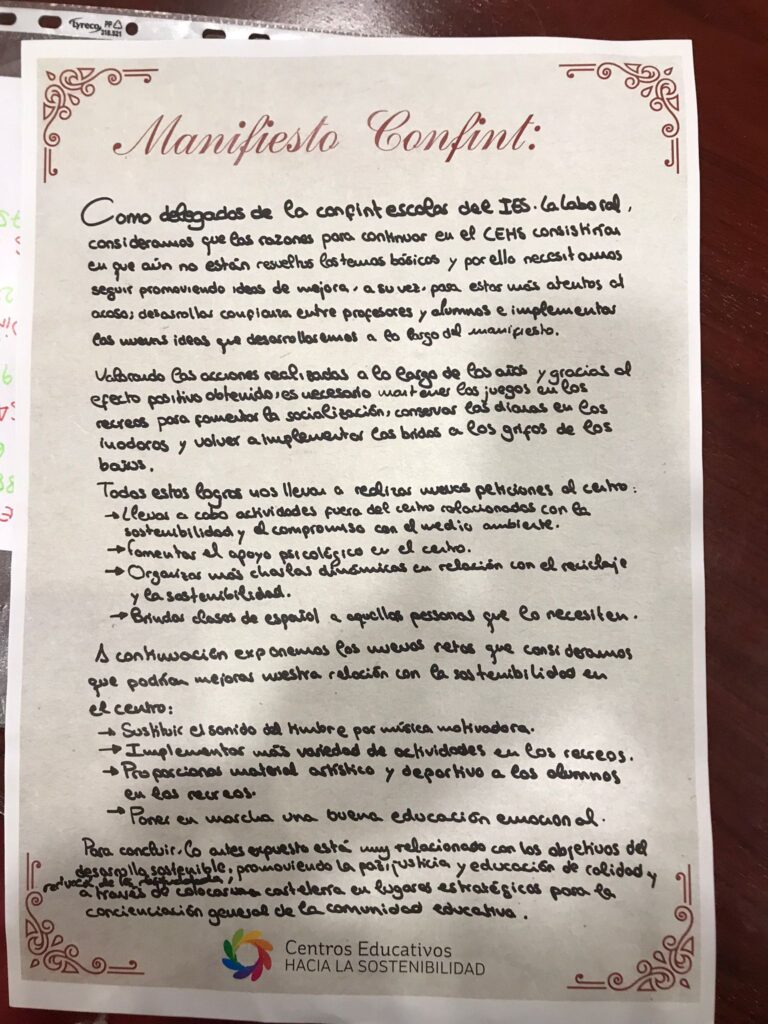 Lyreco PP
Manifiesto Confint:
Como delegados de la confint escolar del IES. La Laboral,
consideramos que las razones para continuar en el CEHS consistirían
en que aún no están resueltos los temas básicos y por ello necesitamos
seguir promoviendo ideas de mejora, a su vez, para estar más atentos al
acoso; desarrollar confianza entre profesores y alumnos e implementar
las nuevas ideas que desarrollaremos a lo largo del manifiesto.
Valorando las acciones realizadas a lo largo de los años y gracias al
efecto positivo obtenido, es necesario mantener los juegos en los
recreos para fomentar la socialización, conservar las dianas en los
inodoros y volver a implementar las bridas a los grifos de los
baños.
Todos estos logros nos llevan a realizar nuevas peticiones al centro:
→ Llevar a cabo actividades fuera del centro relacionadas con la
sostenibilidad y el compromiso con el medio ambiente.
→ Fomentar el apoyo psicológico en el centro.
→ Organizar más charlas dinámicas en relación con el reciclaje
y la sostenibilidad.
→ Brindar clases de español a aquellas personas que lo necesiten.
A continuación exponemos los nuevos retos que consideramos
que podrían mejorar nuestra relación con la sostenibilidad en
el centro:
→ Sustituir el sonido del timbre por música motivadora.
→ Implementar más variedad de actividades en los recreos.
→ Proporcionar material artístico y deportivo a los alumnos
en los recreos.
→ Poner en marcha una buena educación emocional.
Para concluir, lo antes expuesto está muy relacionado con los objetivos del
desarrollo sostenible, promoviendo la paz, justicia y educación de calidad y
de la
a través de colocar una cartelería en lugares estratégicos para la
concienciación general de la comunidad educativa.
Centros Educativos
HACIA LA SOSTENIBILIDAD